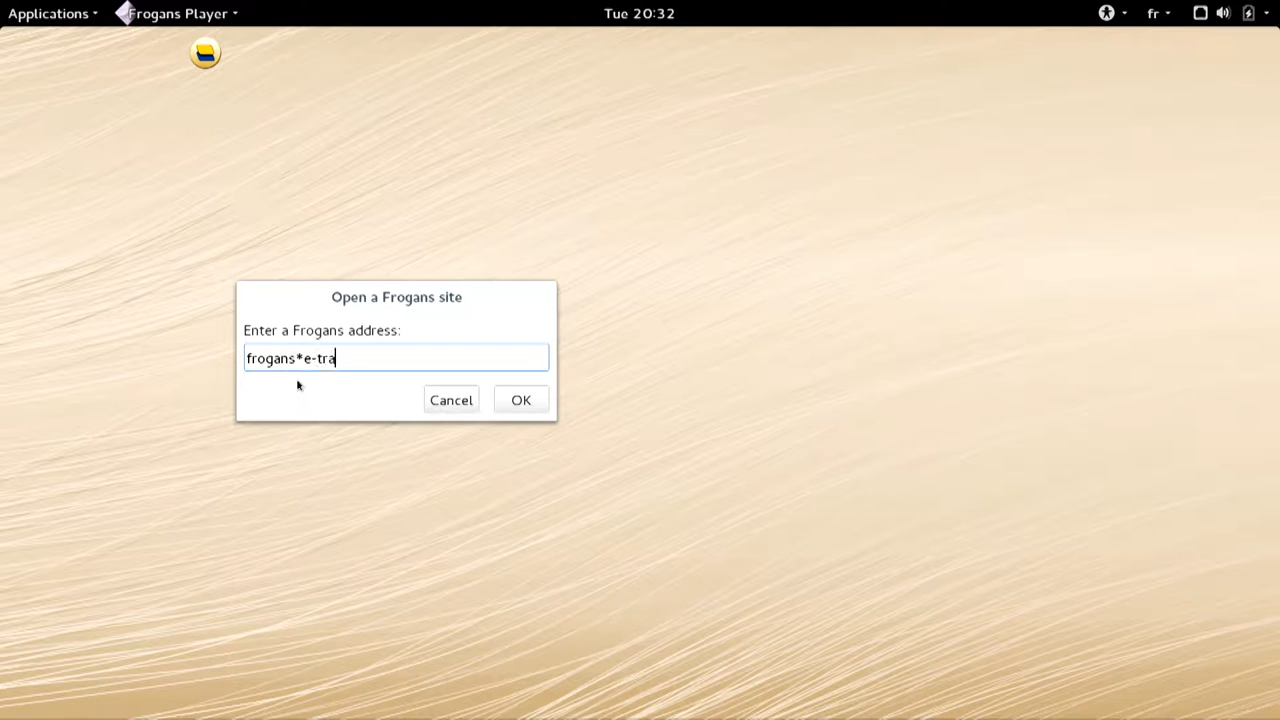 Applications Frogans Player Tue 20:32 fr
Open a Frogans site
Enter a Frogans address:
frogans*e-tra
Cancel OK